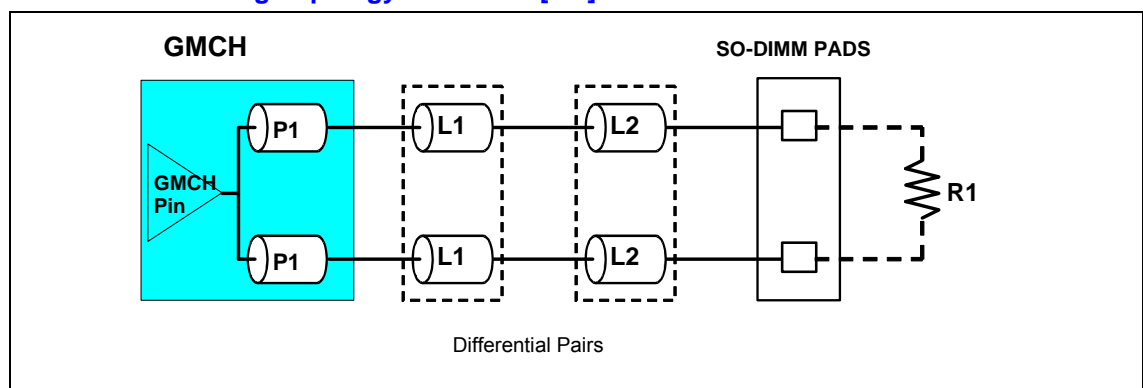 GMCH
SO-DIMM PADS
P1
L1
L2
GMCH
Pin
R1
P1
L1
L2
Differential Pairs